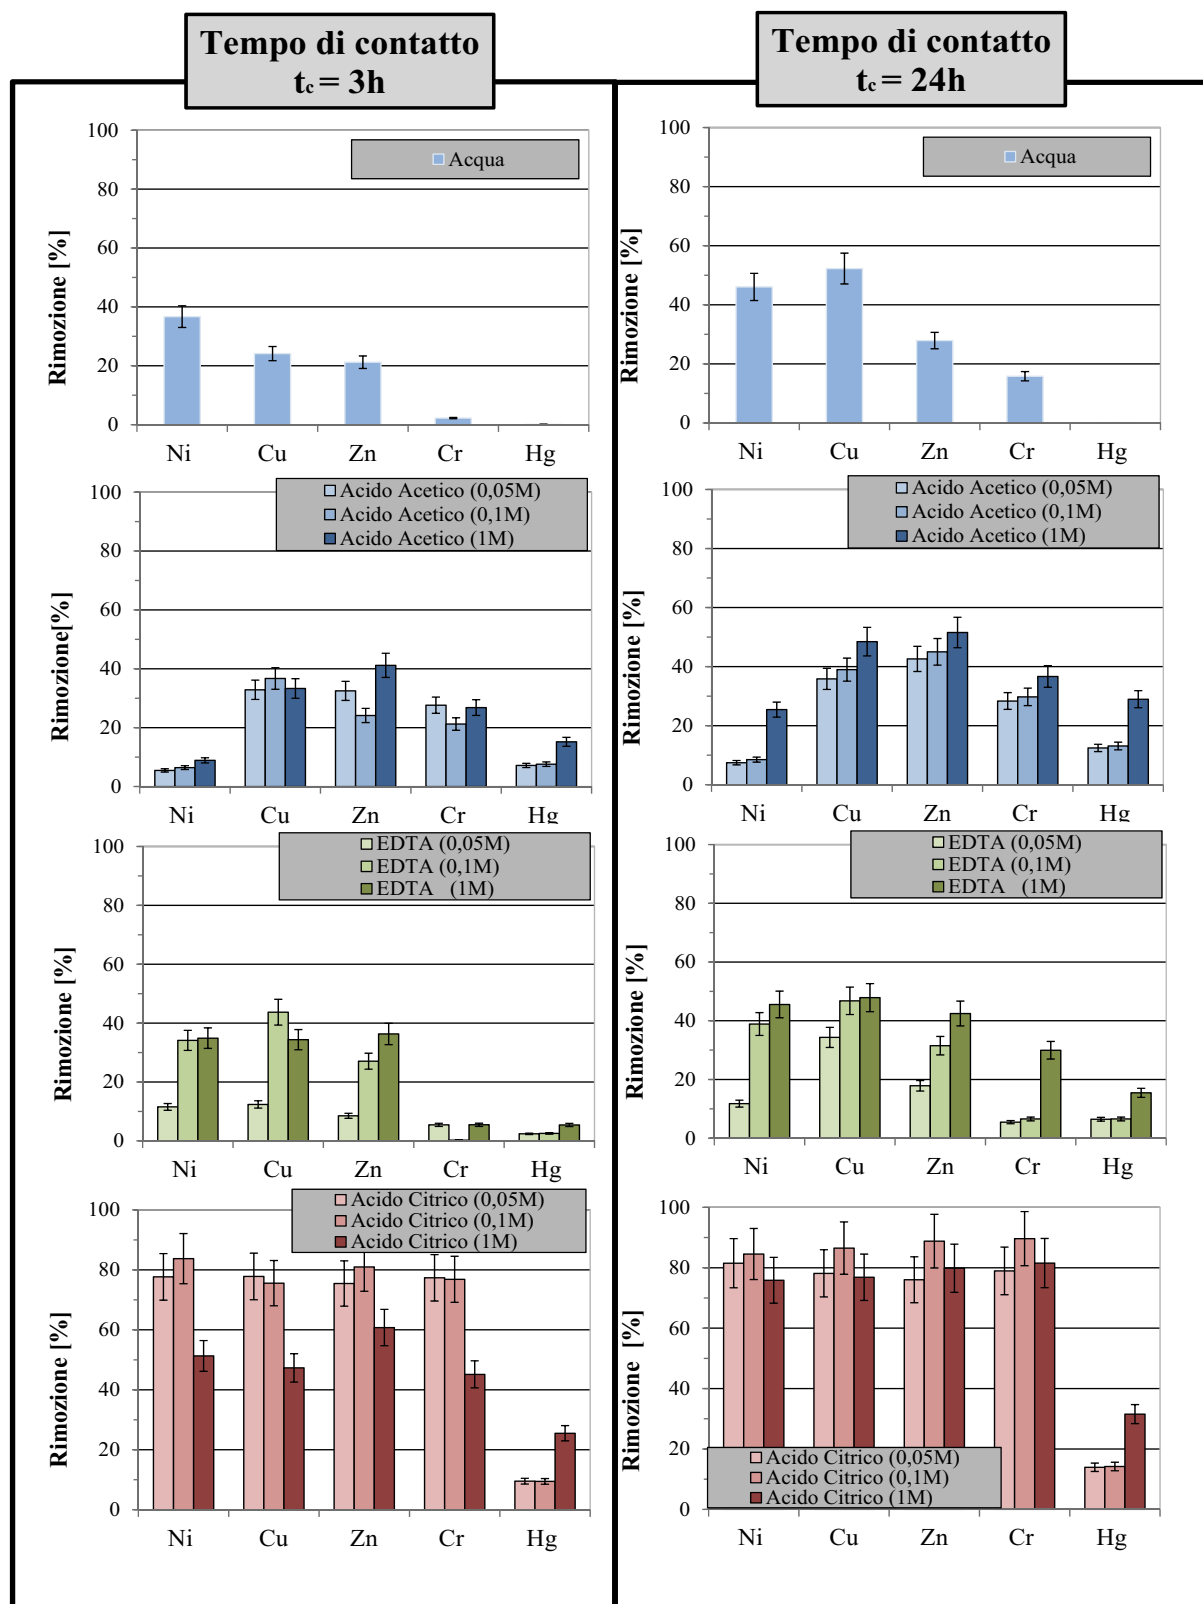 Tempo di contatto
tc = 3h
Tempo di contatto
tc = 24h
Rimozione [%]
100
80
60
40
20
0
Acqua
Ni Cu Zn Cr Hg
Rimozione [%]
100
80
60
40
20
0
Acqua
Ni Cu Zn Cr Hg
Rimozione[%]
100
80
60
40
20
0
Acido Acetico (0,05M)
Acido Acetico (0,1M)
Acido Acetico (1M)
Ni Cu Zn Cr Hg
Rimozione [%]
100
80
60
40
20
0
Acido Acetico (0,05M)
Acido Acetico (0,1M)
Acido Acetico (1M)
Ni Cu Zn Cr Hg
Rimozione [%]
100
80
60
40
20
0
EDTA (0,05M)
EDTA (0,1M)
EDTA (1M)
Ni Cu Zn Cr Hg
Rimozione [%]
100
80
60
40
20
0
EDTA (0,05M)
EDTA (0,1M)
EDTA (1M)
Ni Cu Zn Cr Hg
Rimozione [%]
100
80
60
40
20
0
Acido Citrico (0,05M)
Acido Citrico (0,1M)
Acido Citrico (1M)
Ni Cu Zn Cr Hg
Rimozione [%]
100
80
60
40
20
0
Acido Citrico (0,05M)
Acido Citrico (0,1M)
Acido Citrico (1M)
Ni Cu Zn Cr Hg